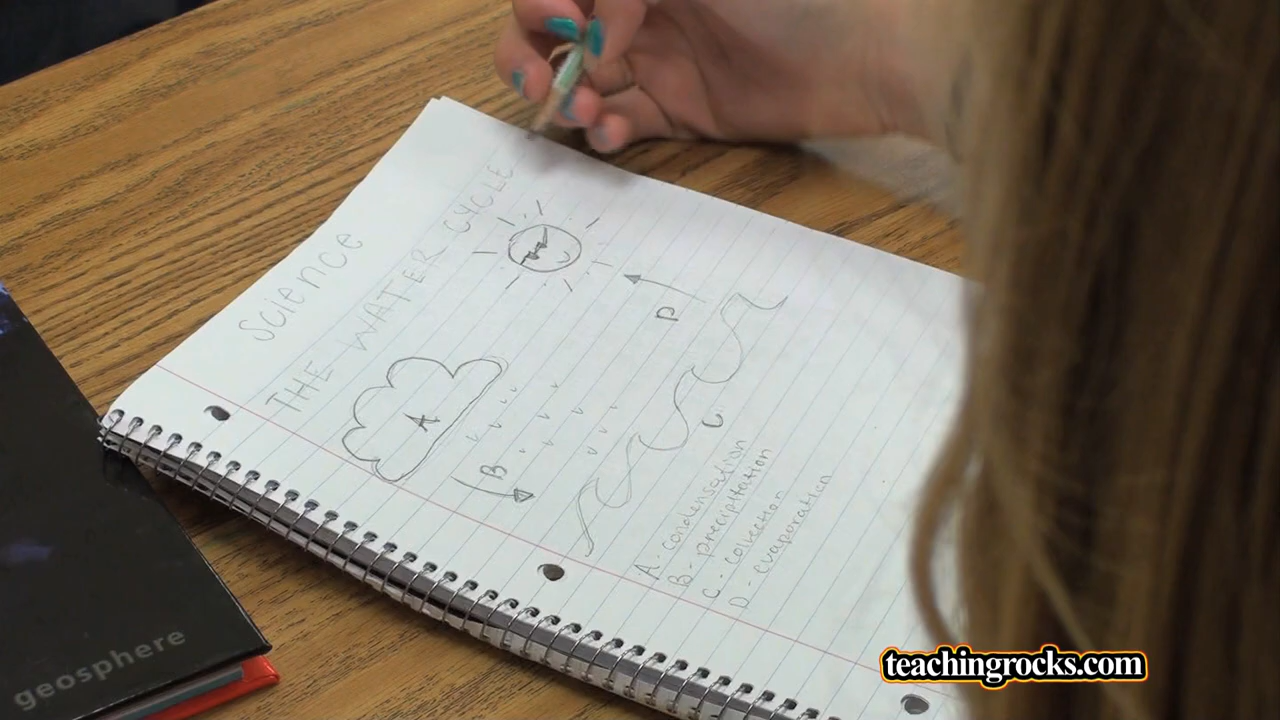 Science
THE WATER CYCLE
A
B
C
D
A - condensation
B - precipitation
C - collection
D - evaporation
geosphere
teachingrocks.com